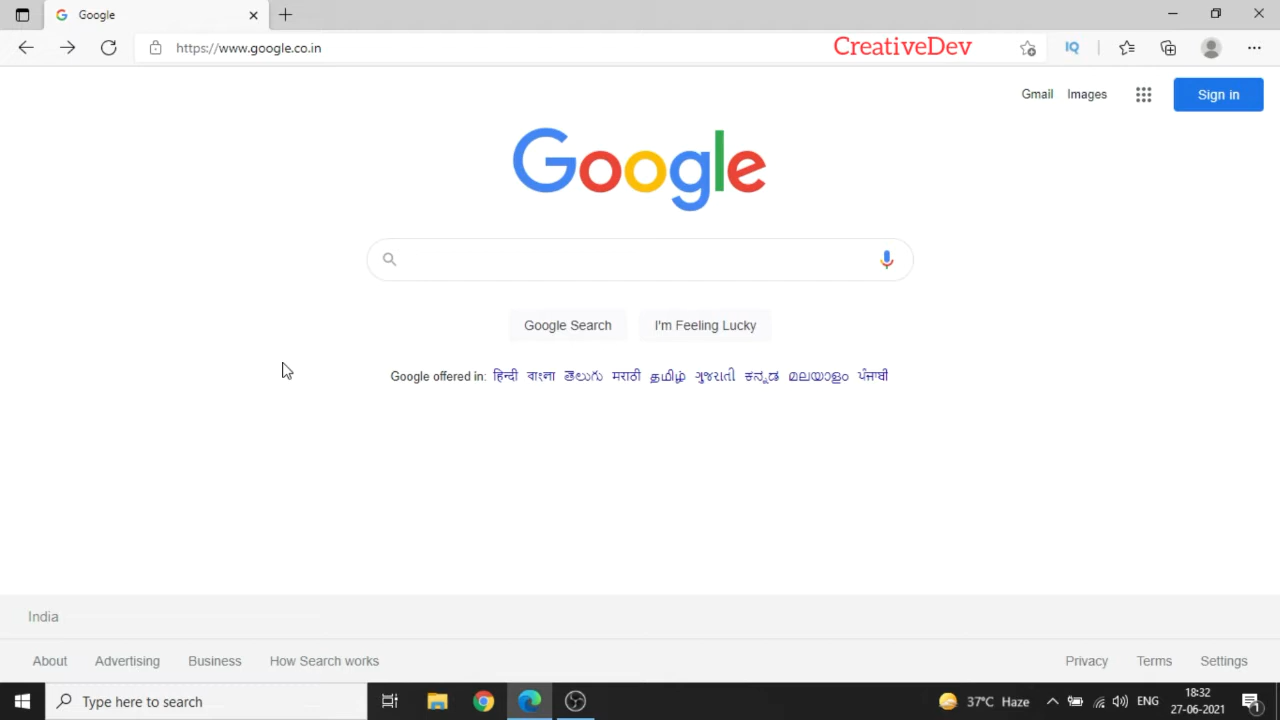 Google
https://www.google.co.in
CreativeDev
IQ
Gmail Images
Sign in
Google
Google Search
I'm Feeling Lucky
Google offered in: हिन्दी বাংলা తెలుగు मराठी தமிழ் ગુજરાતી ಕನ್ನಡ മലയാളം ਪੰਜਾਬੀ
India
About Advertising Business How Search works
Privacy Terms Settings
Type here to search
37°C Haze
ENG
18:32
27-06-2021
1